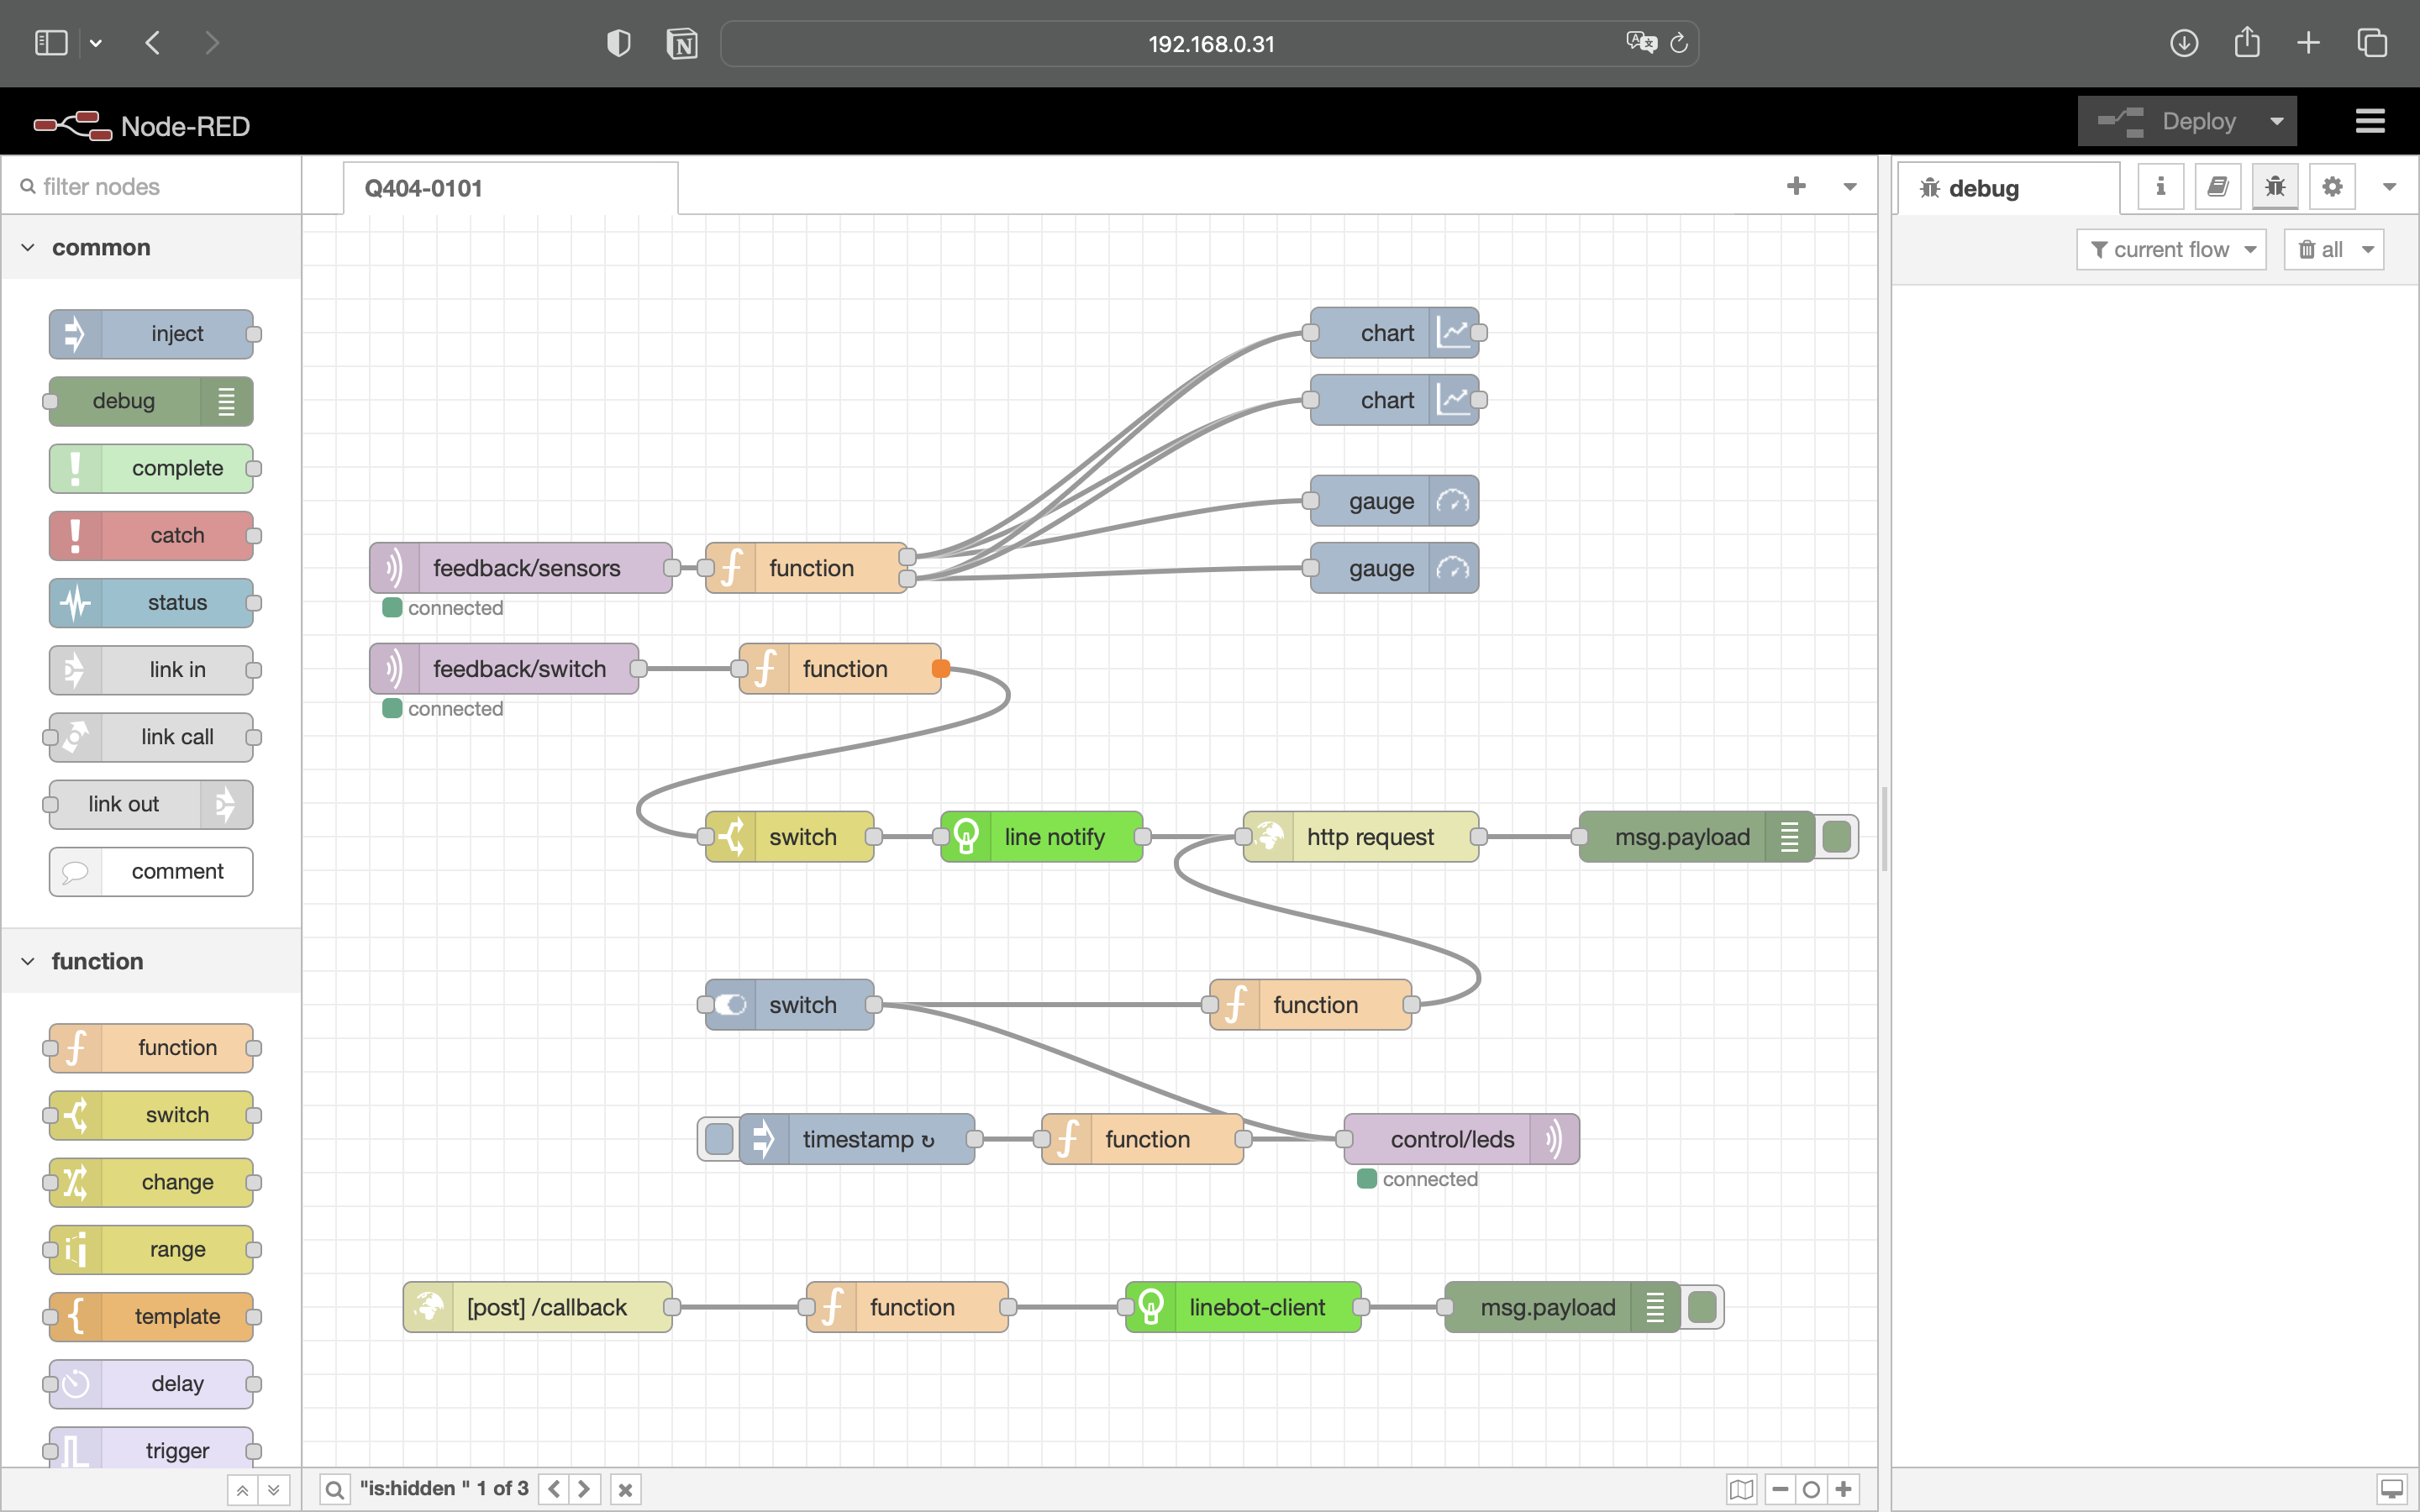 192.168.0.31
Node-RED
Deploy
filter nodes
Q404-0101
debug
current flow
all
common
inject
debug
complete
catch
status
link in
link call
link out
comment
function
function
switch
change
range
template
delay
trigger
chart
chart
gauge
feedback/sensors
function
gauge
connected
feedback/switch
function
connected
switch
line notify
http request
msg.payload
switch
function
timestamp ↻
function
control/leds
connected
[post] /callback
function
linebot-client
msg.payload
"is:hidden " 1 of 3